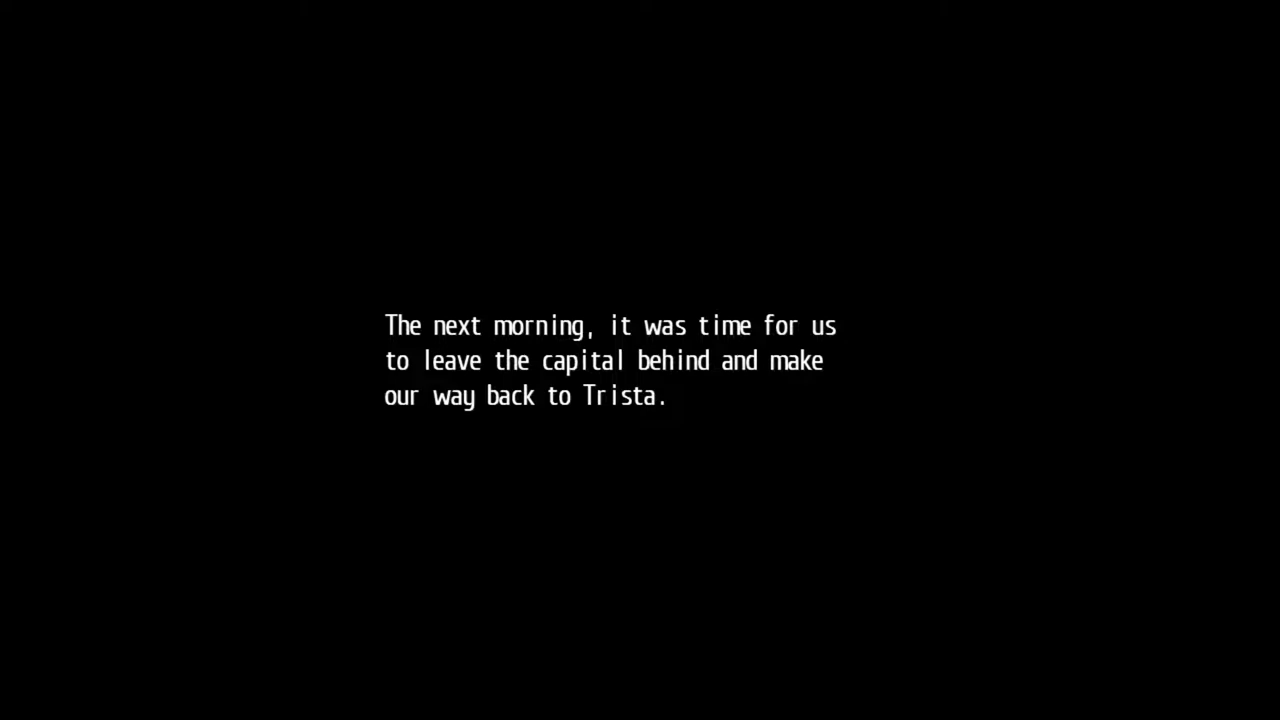 The next morning, it was time for us
to leave the capital behind and make
our way back to Trista.